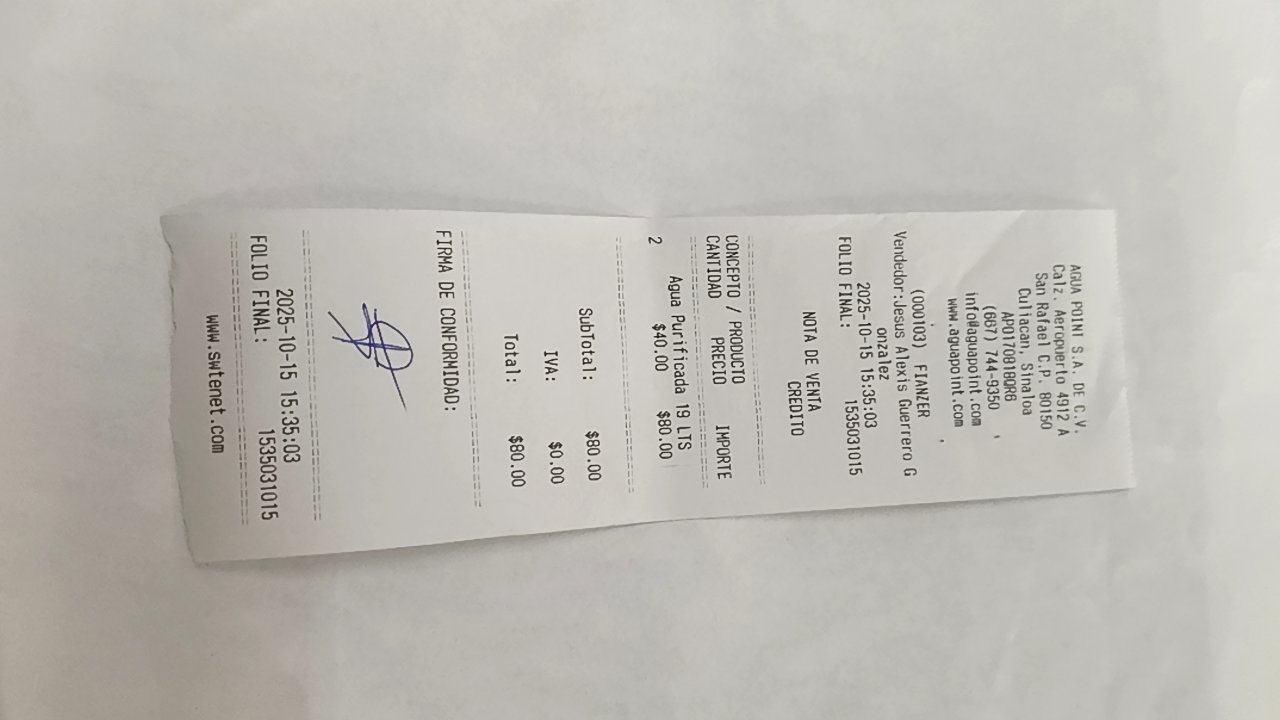 AGUA POINT S.A. DE C.V.
Calz. Aeropuerto 4912 A
San Rafael C.P. 80150
Culiacan, Sinaloa
APO170818QR6
(667) 744-9350 ,
info@aguapoint.com
www.aguapoint.com ,
(000103) FIANZER
Vendedor:Jesus Alexis Guerrero G
onzalez
2025-10-15 15:35:03
FOLIO FINAL: 1535031015
NOTA DE VENTA
CREDITO
CONCEPTO / PRODUCTO
CANTIDAD PRECIO IMPORTE
Agua Purificada 19 LTS
2 $40.00 $80.00
SubTotal: $80.00
IVA: $0.00
Total: $80.00
FIRMA DE CONFORMIDAD:
2025-10-15 15:35:03
FOLIO FINAL: 1535031015
www.swtenet.com